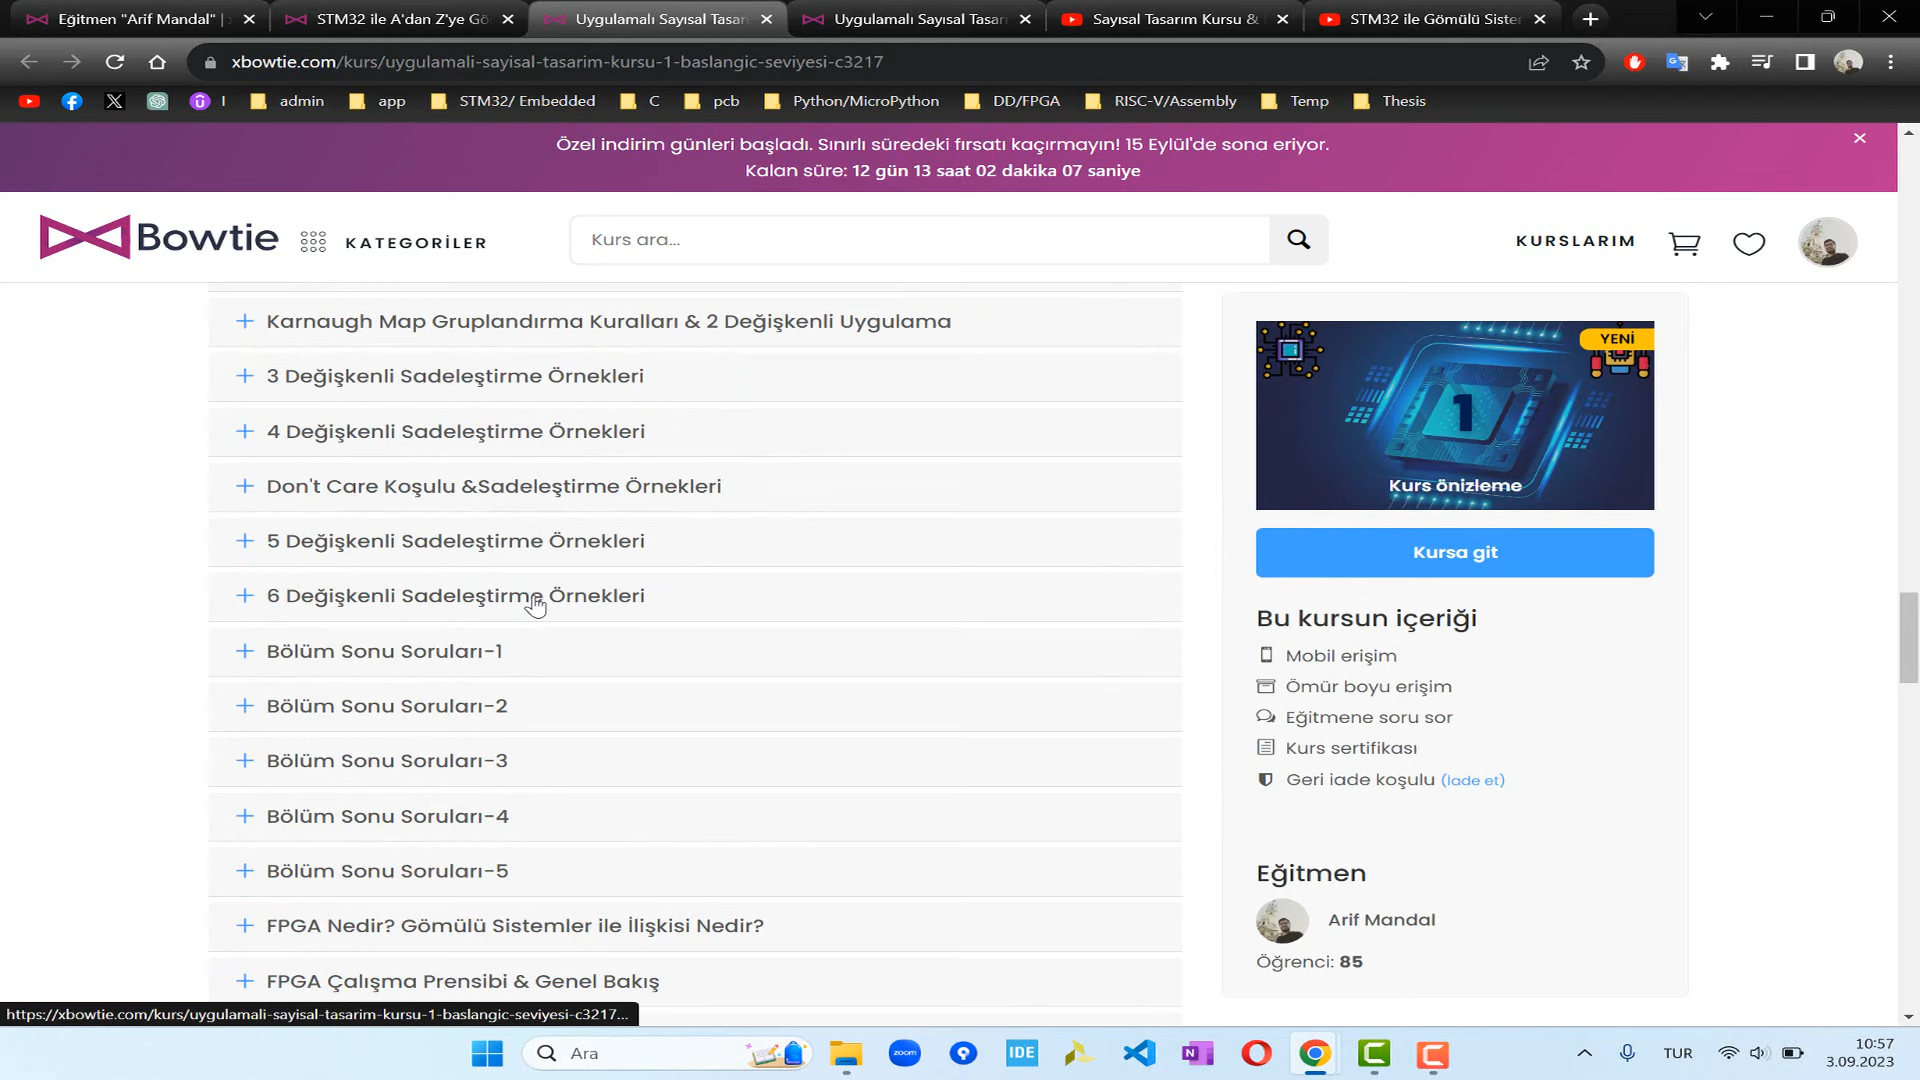 Eğitmen "Arif Mandal" | x
STM32 ile A'dan Z'ye Gö
Uygulamalı Sayısal Tasar
Uygulamalı Sayısal Tasar
Sayısal Tasarım Kursu &
STM32 ile Gömülü Sister
xbowtie.com/kurs/uygulamali-sayisal-tasarim-kursu-1-baslangic-seviyesi-c3217
I
admin
app
STM32/ Embedded
C
pcb
Python/MicroPython
DD/FPGA
RISC-V/Assembly
Temp
Thesis
Özel indirim günleri başladı. Sınırlı süredeki fırsatı kaçırmayın! 15 Eylül'de sona eriyor.
Kalan süre: 12 gün 13 saat 02 dakika 07 saniye
Bowtie
KATEGORİLER
Kurs ara...
KURSLARIM
Karnaugh Map Gruplandırma Kuralları & 2 Değişkenli Uygulama
3 Değişkenli Sadeleştirme Örnekleri
4 Değişkenli Sadeleştirme Örnekleri
Don't Care Koşulu &Sadeleştirme Örnekleri
5 Değişkenli Sadeleştirme Örnekleri
6 Değişkenli Sadeleştirme Örnekleri
Bölüm Sonu Soruları-1
Bölüm Sonu Soruları-2
Bölüm Sonu Soruları-3
Bölüm Sonu Soruları-4
Bölüm Sonu Soruları-5
FPGA Nedir? Gömülü Sistemler ile İlişkisi Nedir?
FPGA Çalışma Prensibi & Genel Bakış
YENİ
1
Kurs önizleme
Kursa git
Bu kursun içeriği
Mobil erişim
Ömür boyu erişim
Eğitmene soru sor
Kurs sertifikası
Geri iade koşulu (İade et)
Eğitmen
Arif Mandal
Öğrenci: 85
https://xbowtie.com/kurs/uygulamali-sayisal-tasarim-kursu-1-baslangic-seviyesi-c3217...
Ara
zoom
IDE
N
TUR
10:57
3.09.2023